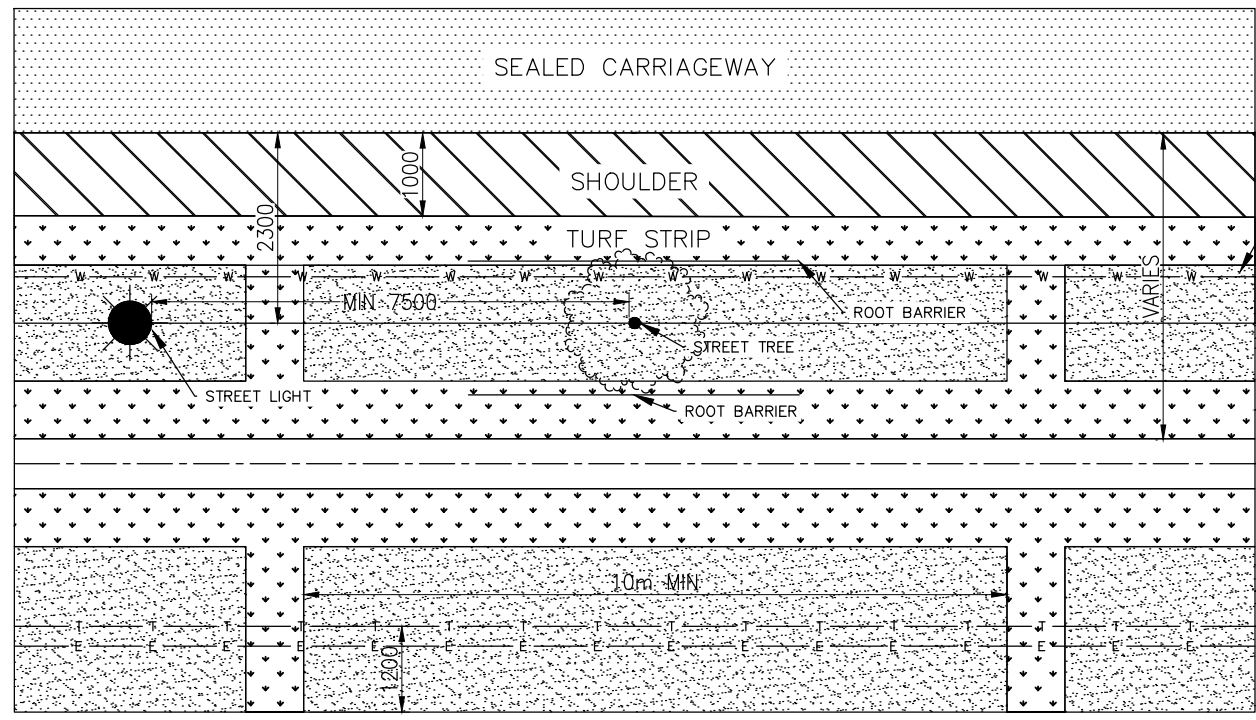 SEALED CARRIAGEWAY
1000
SHOULDER
2300
TURF STRIP
VARIES
W W W W W W W W W W W W W W W W
MIN 7500
ROOT BARRIER
STREET TREE
STREET LIGHT
ROOT BARRIER
10m MIN
T T T T T T T T T T T T T T T T
E E E E E E E E E E E E E E E E
1200